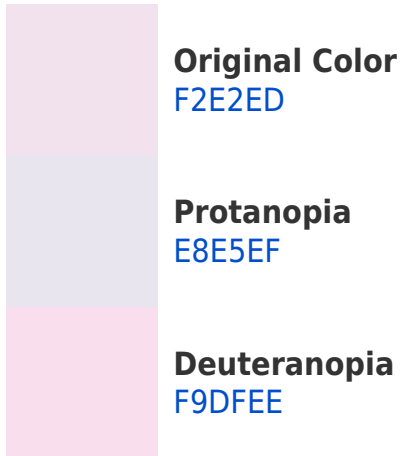 Original Color
F2E2ED
Protanopia
E8E5EF
Deuteranopia
F9DFEE